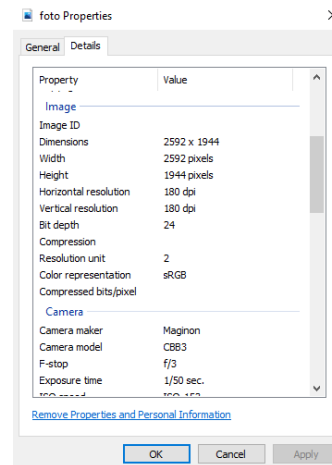 foto Properties
General Details
Property Value
Image
Image ID
Dimensions 2592 x 1944
Width 2592 pixels
Height 1944 pixels
Horizontal resolution 180 dpi
Vertical resolution 180 dpi
Bit depth 24
Compression
Resolution unit 2
Color representation sRGB
Compressed bits/pixel
Camera
Camera maker Maginon
Camera model CBB3
F-stop f/3
Exposure time 1/50 sec.
Remove Properties and Personal Information
OK Cancel Apply